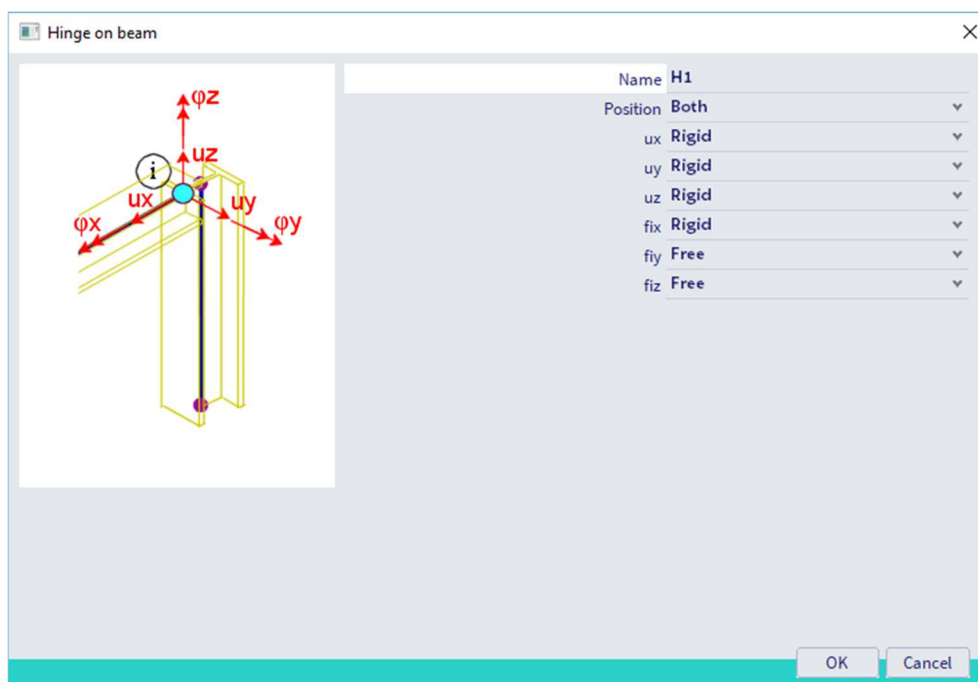 Hinge on beam
φz
uz
i
ux
uy
φx
φy
Name H1
Position Both
ux Rigid
uy Rigid
uz Rigid
fix Rigid
fiy Free
fiz Free
OK Cancel